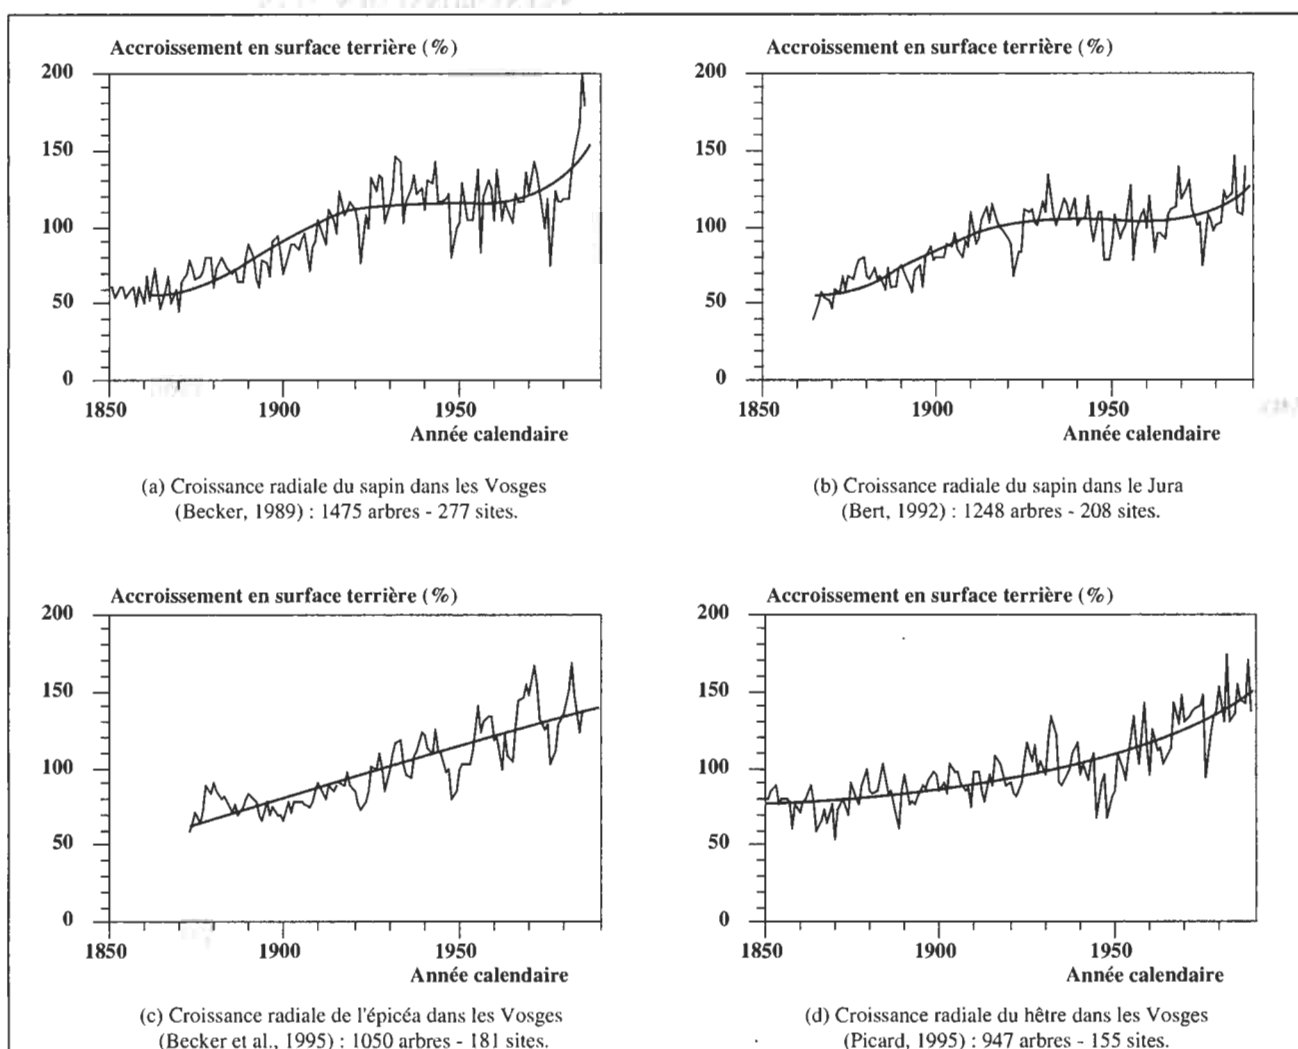 Accroissement en surface terrière (%)
200
150
100
50
0
1850
1900
1950
Année calendaire
(a) Croissance radiale du sapin dans les Vosges
(Becker, 1989) : 1475 arbres - 277 sites.
Accroissement en surface terrière (%)
200
150
100
50
0
1850
1900
1950
Année calendaire
(b) Croissance radiale du sapin dans le Jura
(Bert, 1992) : 1248 arbres - 208 sites.
Accroissement en surface terrière (%)
200
150
100
50
0
1850
1900
1950
Année calendaire
(c) Croissance radiale de l'épicéa dans les Vosges
(Becker et al., 1995) : 1050 arbres - 181 sites.
Accroissement en surface terrière (%)
200
150
100
50
0
1850
1900
1950
Année calendaire
(d) Croissance radiale du hêtre dans les Vosges
(Picard, 1995) : 947 arbres - 155 sites.